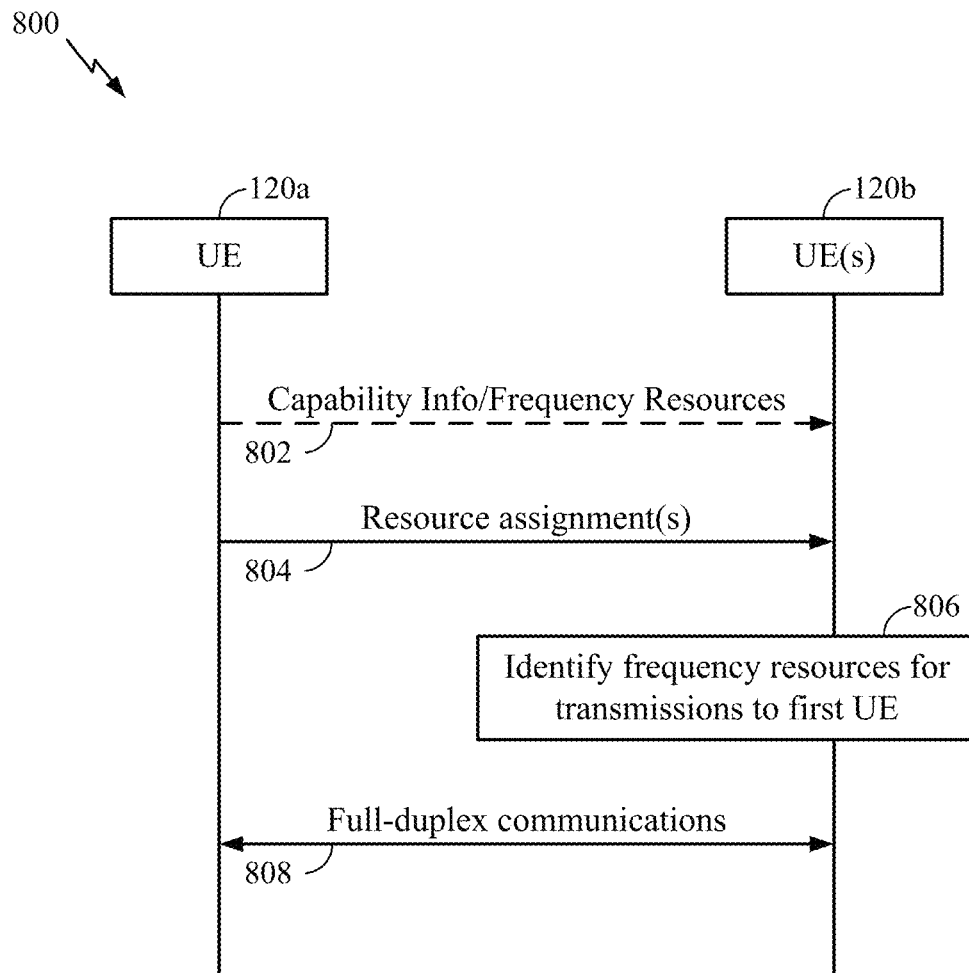 800
120a
120b
UE
UE(s)
Capability Info/Frequency Resources
802
Resource assignment(s)
804
806
Identify frequency resources for
transmissions to first UE
Full-duplex communications
808